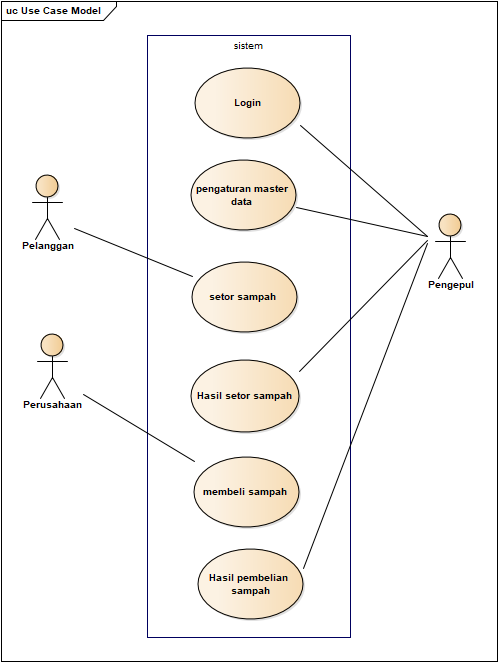 uc Use Case Model
sistem
Login
pengaturan master
data
Pelanggan
Pengepul
setor sampah
Perusahaan
Hasil setor sampah
membeli sampah
Hasil pembelian
sampah